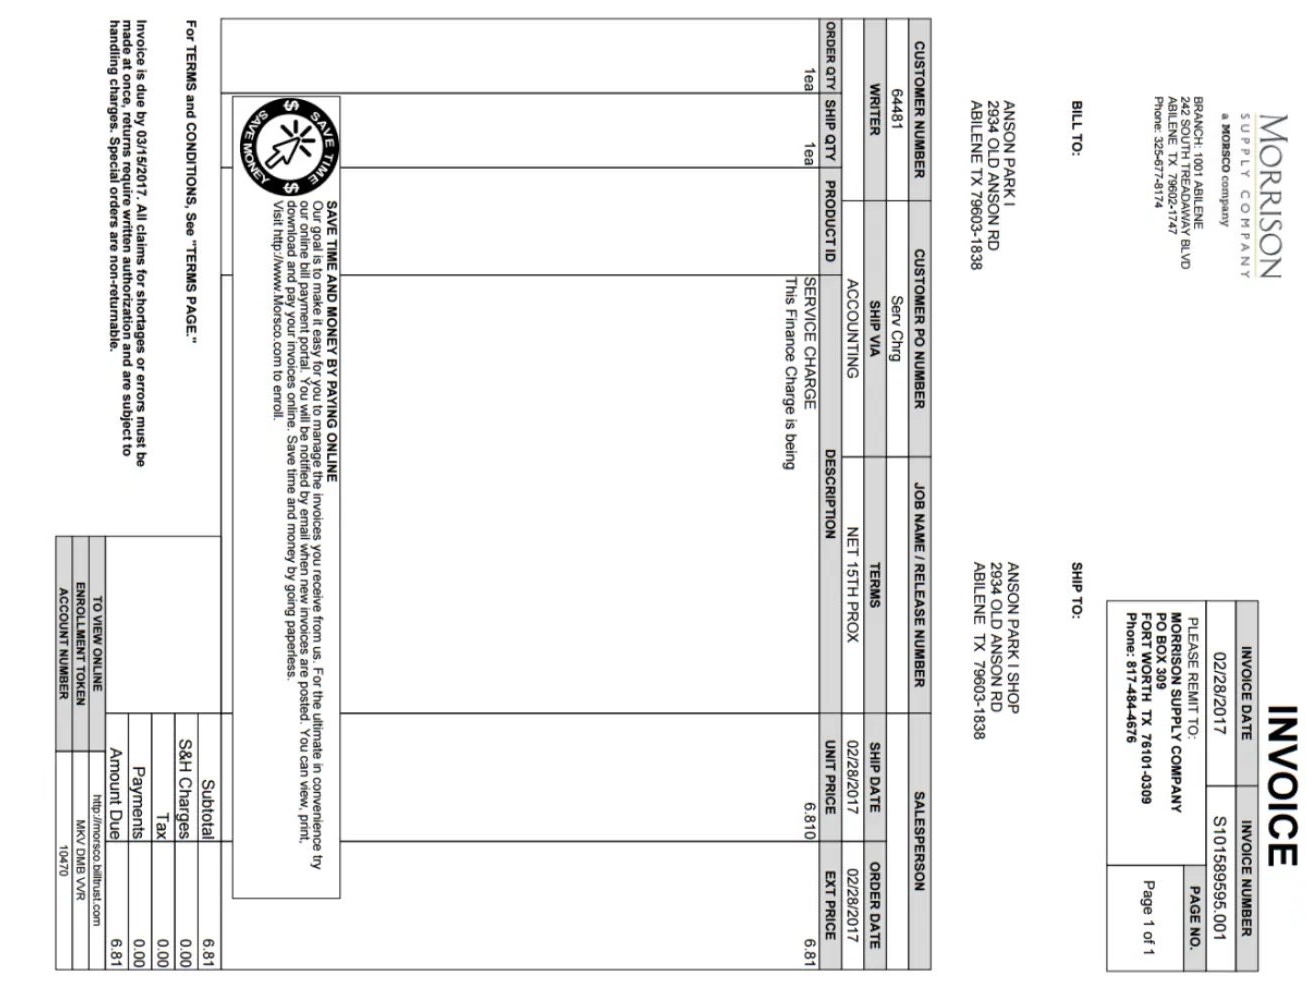 MORRISON
SUPPLY COMPANY
a MORSCO company
BRANCH: 1001 ABILENE
242 SOUTH TREADAWAY BLVD
ABILENE TX 79602-1747
Phone: 325-677-8174
INVOICE
INVOICE DATE INVOICE NUMBER
02/28/2017 S101589595.001
PLEASE REMIT TO:
MORRISON SUPPLY COMPANY
PO BOX 309
FORT WORTH TX 76101-0309
Phone: 817-484-4676
PAGE NO.
Page 1 of 1
BILL TO:
ANSON PARK I
2934 OLD ANSON RD
ABILENE TX 79603-1838
SHIP TO:
ANSON PARK I SHOP
2934 OLD ANSON RD
ABILENE TX 79603-1838
CUSTOMER NUMBER CUSTOMER PO NUMBER JOB NAME / RELEASE NUMBER SALESPERSON
64481 Serv Chrg
WRITER SHIP VIA TERMS SHIP DATE ORDER DATE
ACCOUNTING NET 15TH PROX 02/28/2017 02/28/2017
ORDER QTY SHIP QTY PRODUCT ID DESCRIPTION UNIT PRICE EXT PRICE
1ea 1ea SERVICE CHARGE 6.810 6.81
This Finance Charge is being
SAVE TIME
SAVE MONEY
$ $
SAVE TIME AND MONEY BY PAYING ONLINE
Our goal is to make it easy for you to manage the invoices you receive from us. For the ultimate in convenience try
our online bill payment portal. You will be notified by email when new invoices are posted. You can view, print,
download and pay your invoices online. Save time and money by going paperless.
Visit http://www.Morsco.com to enroll.
For TERMS and CONDITIONS, See "TERMS PAGE."
Invoice is due by 03/15/2017. All claims for shortages or errors must be
made at once, returns require written authorization and are subject to
handling charges. Special orders are non-returnable.
Subtotal 6.81
S&H Charges 0.00
Tax 0.00
Payments 0.00
Amount Due 6.81
TO VIEW ONLINE http://morsco.billtrust.com
ENROLLMENT TOKEN MKV DMB VVR
ACCOUNT NUMBER 10470